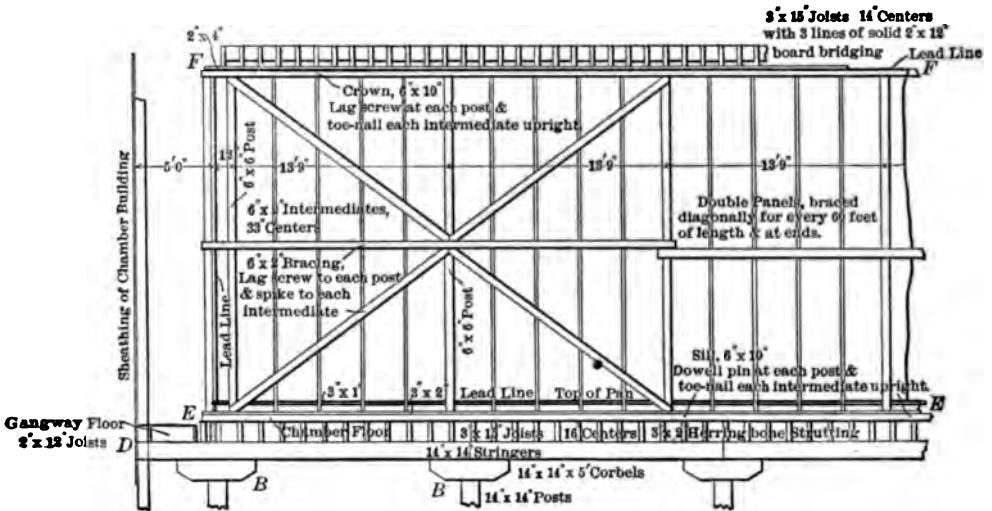 3"x 15" Joists 14" Centers
with 3 lines of solid 2"x 12"
board bridging
Lead Line
2"x 4"
F
F
Crown, 6"x 10"
Lag screw at each post &
toe-nail each intermediate upright.
Sheathing of Chamber Building
5'0"
13'9"
13'9"
13'9"
6"x 6" Post
Intermediates,
33" Centers
Double Panels, braced
diagonally for every 60 feet
of length & at ends.
6"x 2" Bracing,
Lag screw to each post
& spike to each
Intermediate
Lead Line
6"x 6" Post
Sill, 6"x 10"
Dowell pin at each post &
toe-nail each intermediate upright.
3"x 1"
3"x 2"
Lead Line
Top of Pan
E
E
Gangway Floor
2"x 12" Joists
D
Chamber Floor
3"x 15" Joists
16" Centers
3"x 2" Herring bone Strutting
14"x 14" Stringers
B
B
14"x 14"x 5' Corbels
14"x 14" Posts